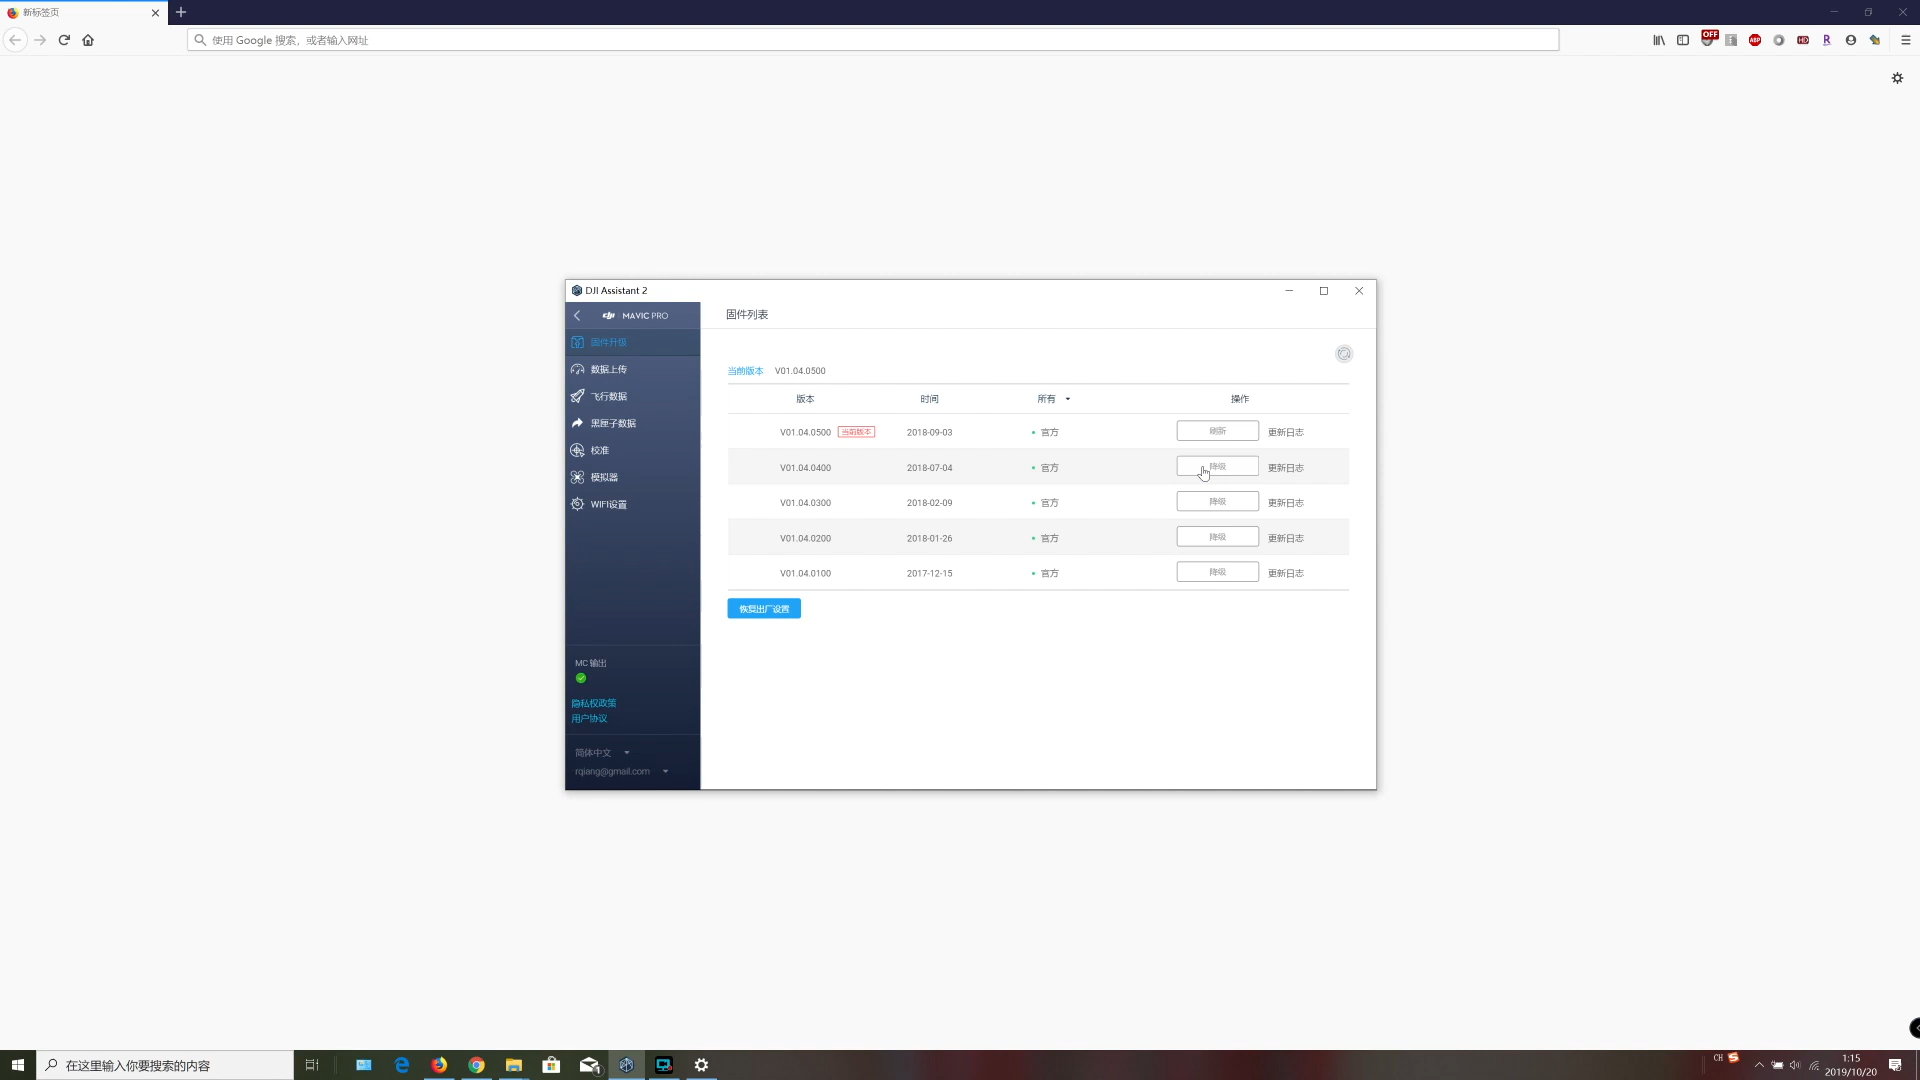 新标签页
使用 Google 搜索，或者输入网址
OFF
ABP
HD
R
DJI Assistant 2
dji MAVIC PRO
固件列表
固件升级
数据上传
飞行数据
黑匣子数据
校准
模拟器
WIFI设置
当前版本 V01.04.0500
版本 时间 所有 操作
V01.04.0500 当前版本 2018-09-03 官方 刷新 更新日志
V01.04.0400 2018-07-04 官方 降级 更新日志
V01.04.0300 2018-02-09 官方 降级 更新日志
V01.04.0200 2018-01-26 官方 降级 更新日志
V01.04.0100 2017-12-15 官方 降级 更新日志
恢复出厂设置
MC 输出
隐私权政策
用户协议
简体中文
rqiang@gmail.com
在这里输入你要搜索的内容
1
CH
1:15
2019/10/20